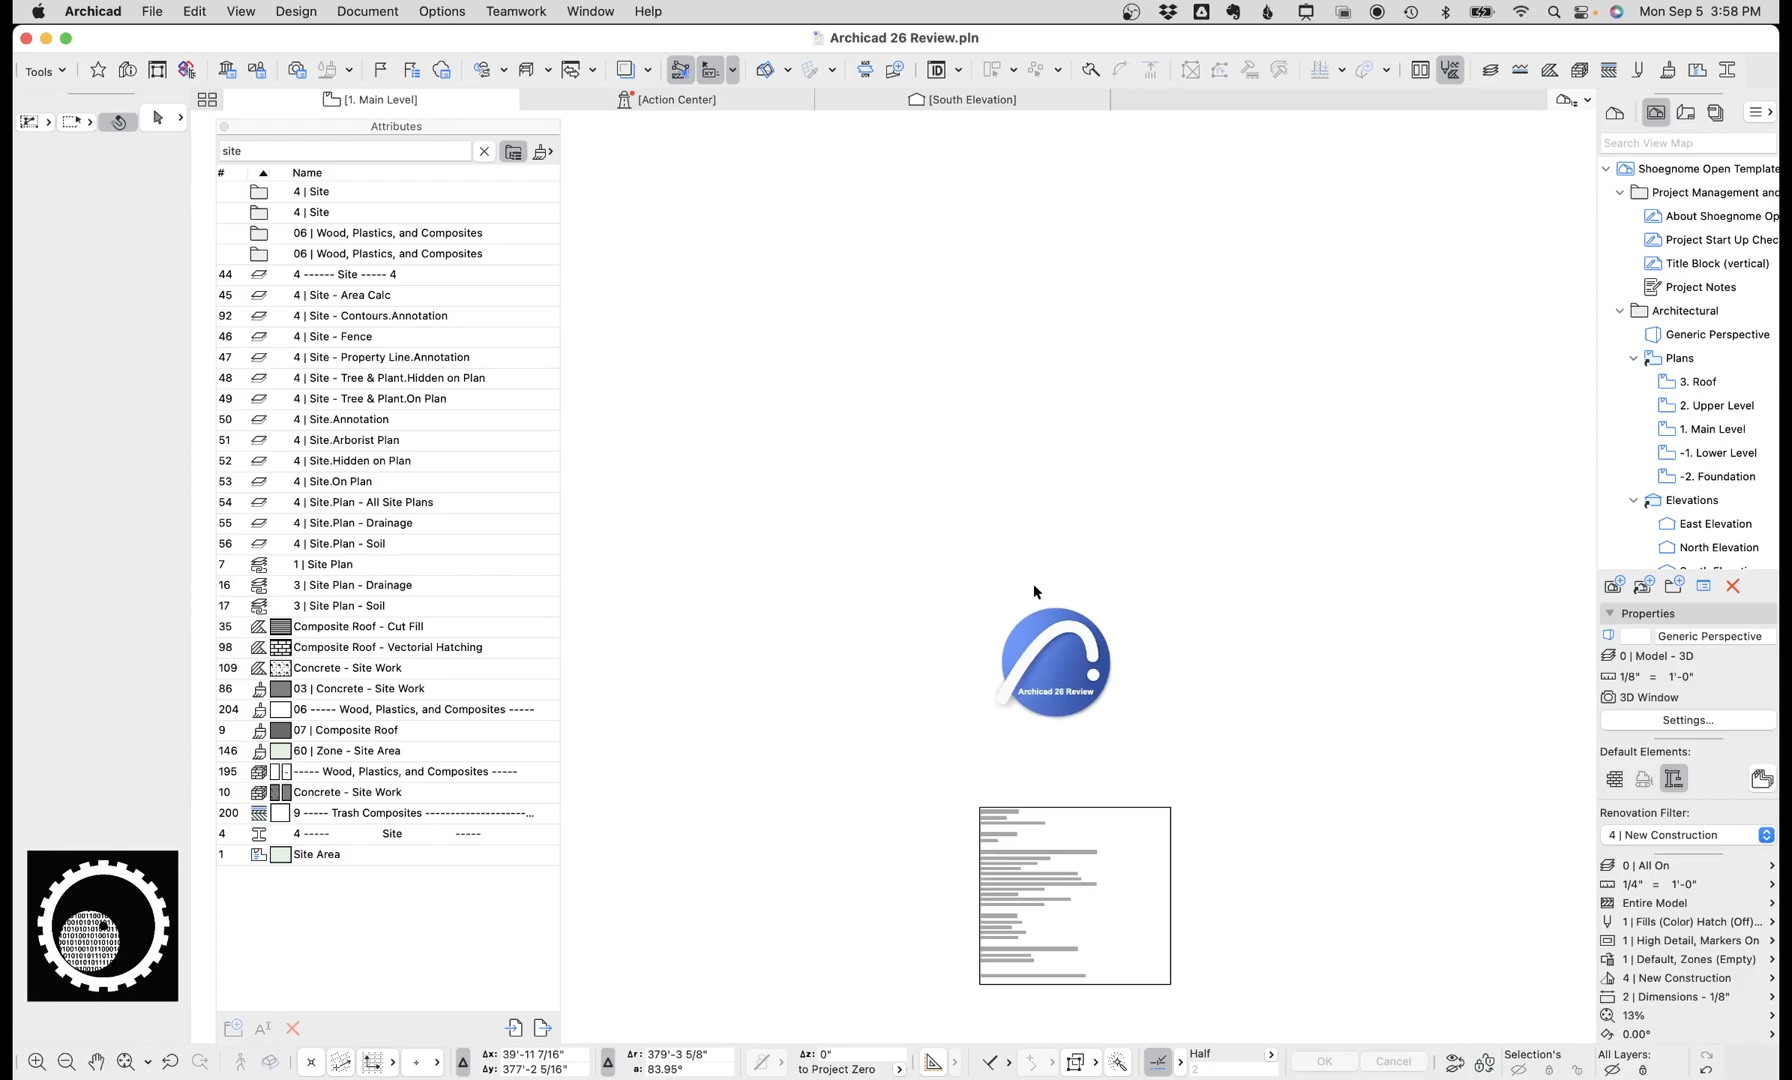 Archicad File Edit View Design Document Options Teamwork Window Help Mon Sep 5 3:58 PM
Archicad 26 Review.pln
Tools
[1. Main Level] [Action Center] [South Elevation]
Attributes
site
# Name
4 | Site
4 | Site
06 | Wood, Plastics, and Composites
06 | Wood, Plastics, and Composites
44 4 ------ Site ----- 4
45 4 | Site - Area Calc
92 4 | Site - Contours.Annotation
46 4 | Site - Fence
47 4 | Site - Property Line.Annotation
48 4 | Site - Tree & Plant.Hidden on Plan
49 4 | Site - Tree & Plant.On Plan
50 4 | Site.Annotation
51 4 | Site.Arborist Plan
52 4 | Site.Hidden on Plan
53 4 | Site.On Plan
54 4 | Site.Plan - All Site Plans
55 4 | Site.Plan - Drainage
56 4 | Site.Plan - Soil
7 1 | Site Plan
16 3 | Site Plan - Drainage
17 3 | Site Plan - Soil
35 Composite Roof - Cut Fill
98 Composite Roof - Vectorial Hatching
109 Concrete - Site Work
86 03 | Concrete - Site Work
204 06 ----- Wood, Plastics, and Composites -----
9 07 | Composite Roof
146 60 | Zone - Site Area
195 ----- Wood, Plastics, and Composites -----
10 Concrete - Site Work
200 9 ----- Trash Composites --------------------...
4 4 ----- Site -----
1 Site Area
Archicad 26 Review
Search View Map
Shoegnome Open Template
Project Management and
About Shoegnome Op
Project Start Up Chec
Title Block (vertical)
Project Notes
Architectural
Generic Perspective
Plans
3. Roof
2. Upper Level
1. Main Level
-1. Lower Level
-2. Foundation
Elevations
East Elevation
North Elevation
Properties
Generic Perspective
0 | Model - 3D
1/8" = 1'-0"
3D Window
Settings...
Default Elements:
Renovation Filter:
4 | New Construction
0 | All On
1/4" = 1'-0"
Entire Model
1 | Fills (Color) Hatch (Off)...
1 | High Detail, Markers On
1 | Default, Zones (Empty)
4 | New Construction
2 | Dimensions - 1/8"
13%
0.00°
Δx: 39'-11 7/16" Δr: 379'-3 5/8" Δz: 0" Half OK Cancel Selection's All Layers:
Δy: 377'-2 5/16" a: 83.95° to Project Zero 2